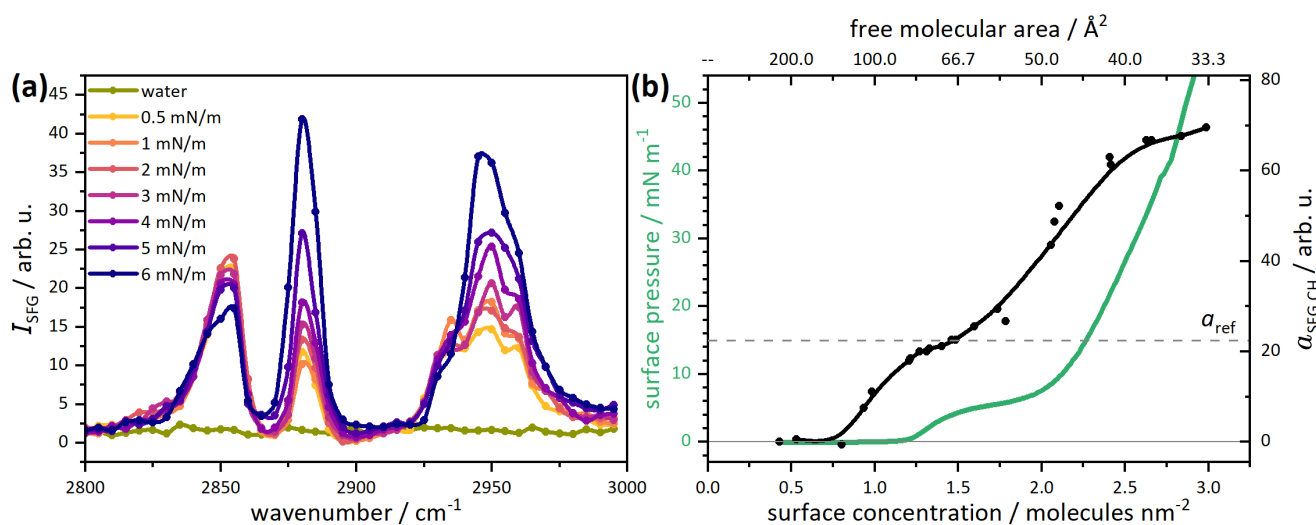 (a)
I_SFG / arb. u.
45
40
35
30
25
20
15
10
5
0
water
0.5 mN/m
1 mN/m
2 mN/m
3 mN/m
4 mN/m
5 mN/m
6 mN/m
2800 2850 2900 2950 3000
wavenumber / cm⁻¹
free molecular area / Å²
-- 200.0 100.0 66.7 50.0 40.0 33.3
(b)
surface pressure / mN m⁻¹
50
40
30
20
10
0
a_ref
80
60
40
20
0
a_SFG,CH / arb. u.
0.0 0.5 1.0 1.5 2.0 2.5 3.0
surface concentration / molecules nm⁻²